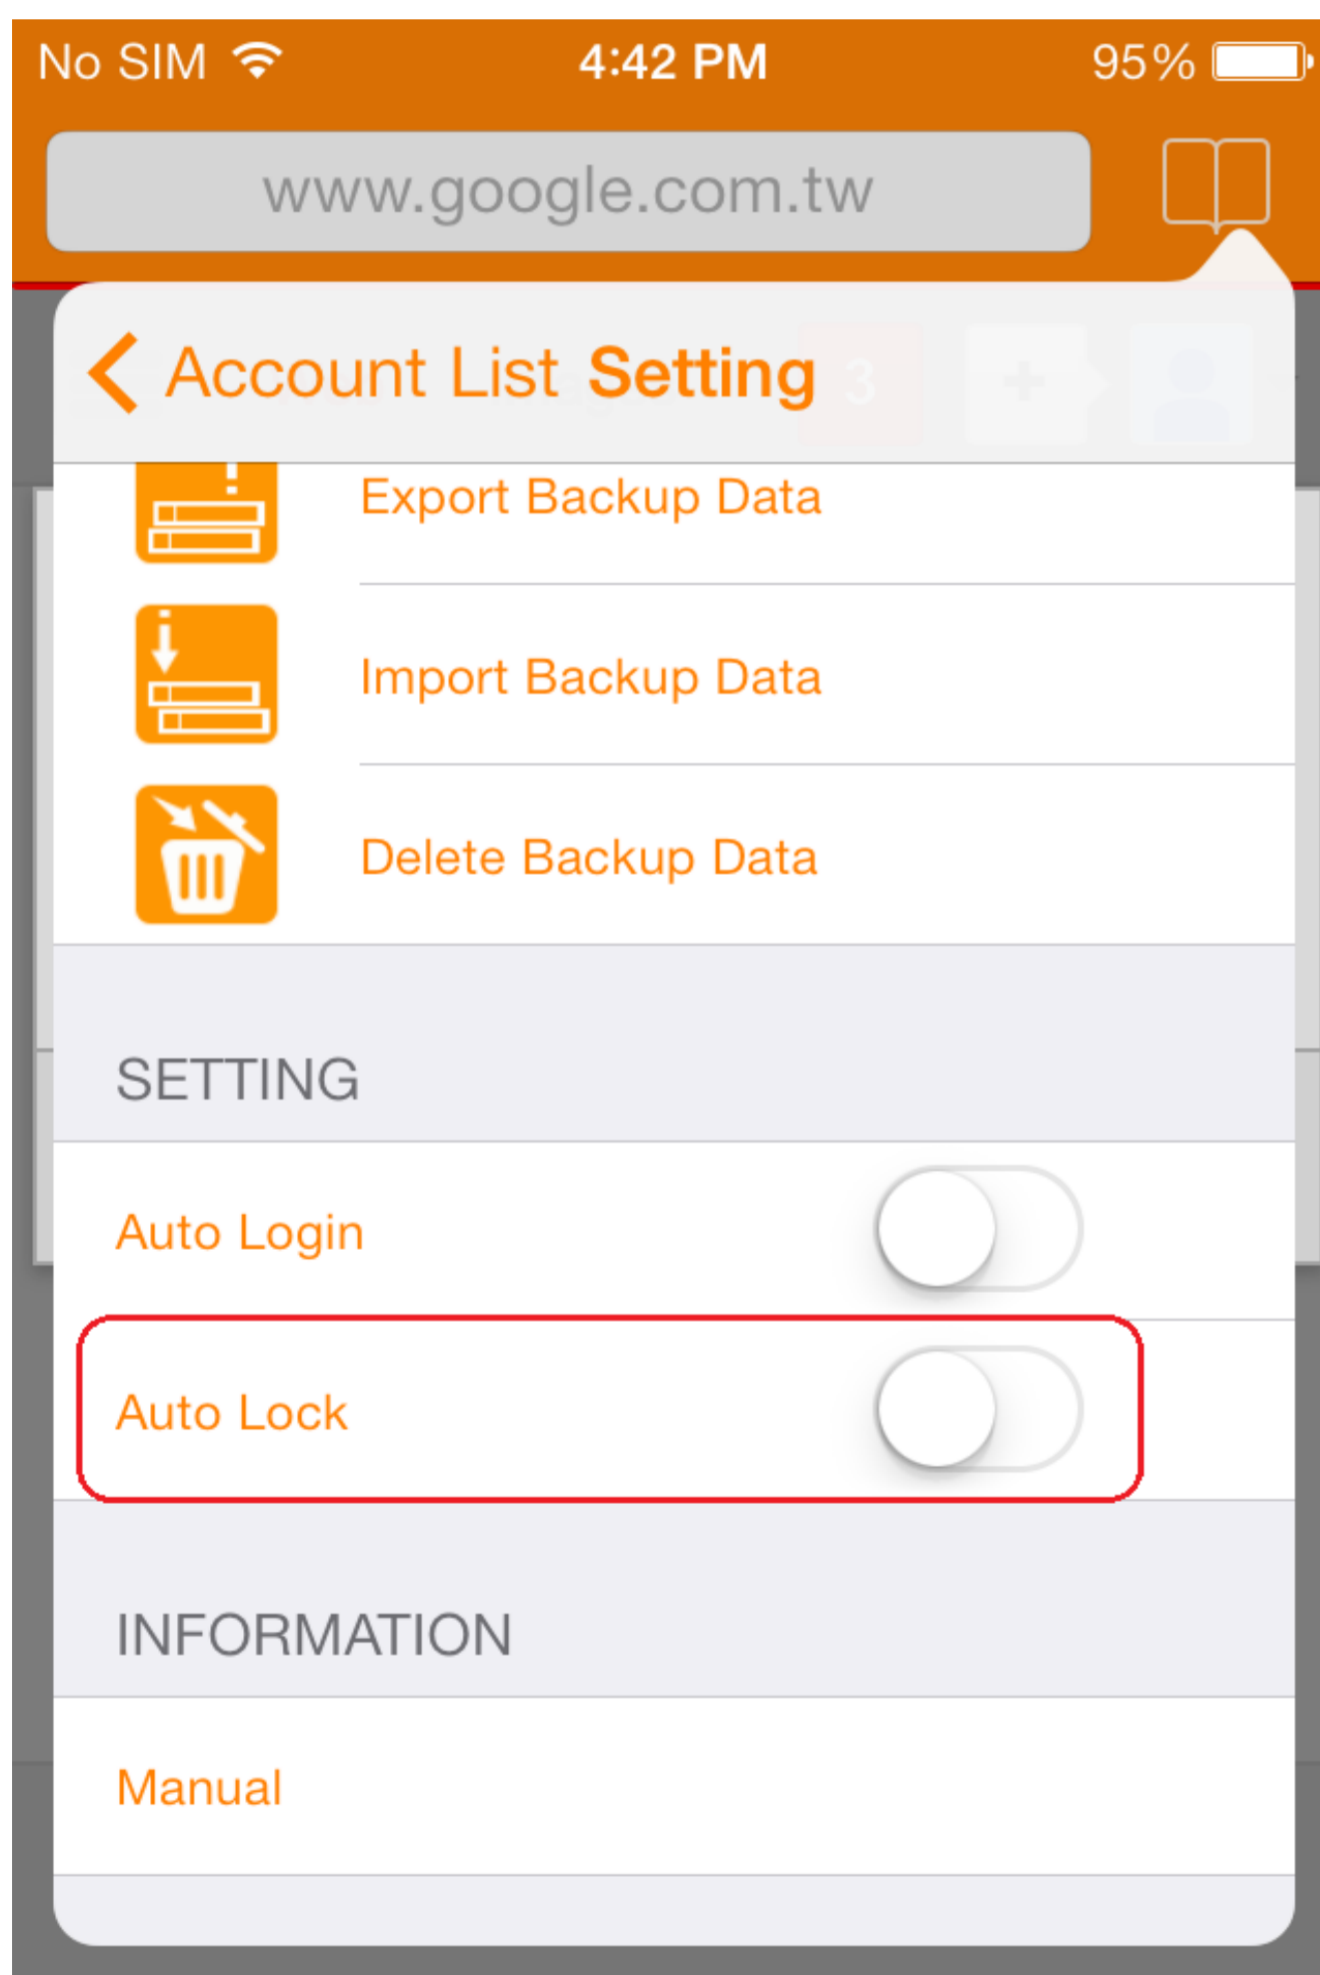 No SIM 4:42 PM 95%
www.google.com.tw
Account List Setting 3 +
Export Backup Data
Import Backup Data
Delete Backup Data
SETTING
Auto Login
Auto Lock
INFORMATION
Manual